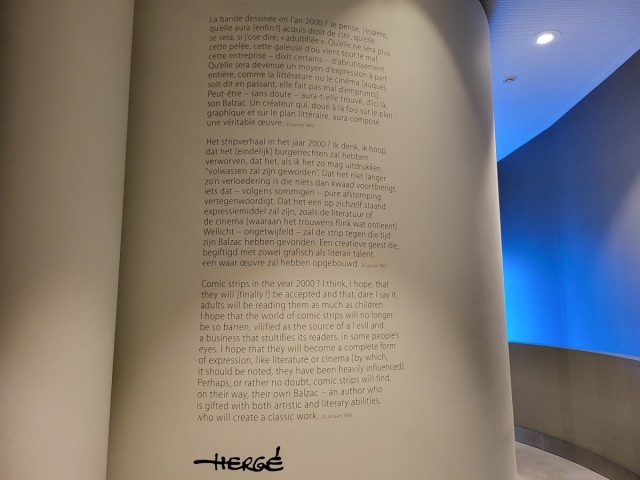 La bande dessinée en l'an 2000 ? Je pense, j'espère,
qu'elle aura [enfin !] acquis droit de cité, qu'elle
se sera, si j'ose dire, « adultifiée ». Qu'elle ne sera plus
cette pelée, cette galeuse d'où vient tout le mal,
cette entreprise – dixit certains – d'abrutissement.
Qu'elle sera devenue un moyen d'expression à part
entière, comme la littérature ou le cinéma [auquel,
soit dit en passant, elle fait pas mal d'emprunts].
Peut-être – sans doute – aura-t-elle trouvé, d'ici là,
son Balzac. Un créateur qui, doué à la fois sur le plan
graphique et sur le plan littéraire, aura composé
une véritable œuvre.
Het stripverhaal in het jaar 2000 ? Ik denk, ik hoop,
dat het [eindelijk] burgerrechten zal hebben
verworven, dat het, als ik het zo mag uitdrukken,
"volwassen zal zijn geworden". Dat het niet langer
zo'n verloedering is die niets dan kwaad voortbrengt,
iets dat – volgens sommigen – pure afstomping
vertegenwoordigt. Dat het een op zichzelf staand
expressiemiddel zal zijn, zoals de literatuur of
de cinema [waaraan het trouwens flink wat ontleent].
Wellicht – ongetwijfeld – zal de strip tegen die tijd
zijn Balzac hebben gevonden. Een creatieve geest die,
begiftigd met zowel grafisch als literair talent,
een waar œuvre zal hebben opgebouwd.
Comic strips in the year 2000 ? I think, I hope, that
they will [finally !] be accepted and that, dare I say it,
adults will be reading them as much as children.
I hope that the world of comic strips will no longer
be so barren, vilified as the source of all evil and
a business that stultifies its readers, in some people's
eyes. I hope that they will become a complete form
of expression, like literature or cinema [by which,
it should be noted, they have been heavily influenced].
Perhaps, or rather no doubt, comic strips will find,
on their way, their own Balzac – an author who
is gifted with both artistic and literary abilities,
who will create a classic work.
HERGÉ